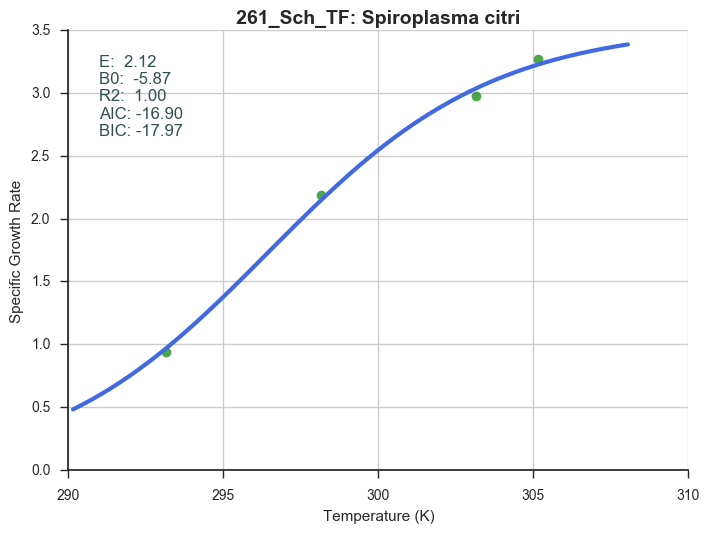 261_Sch_TF: Spiroplasma citri
E:  2.12
B0:  -5.87
R2:  1.00
AIC: -16.90
BIC: -17.97
Specific Growth Rate
3.5
3.0
2.5
2.0
1.5
1.0
0.5
0.0
290 295 300 305 310
Temperature (K)